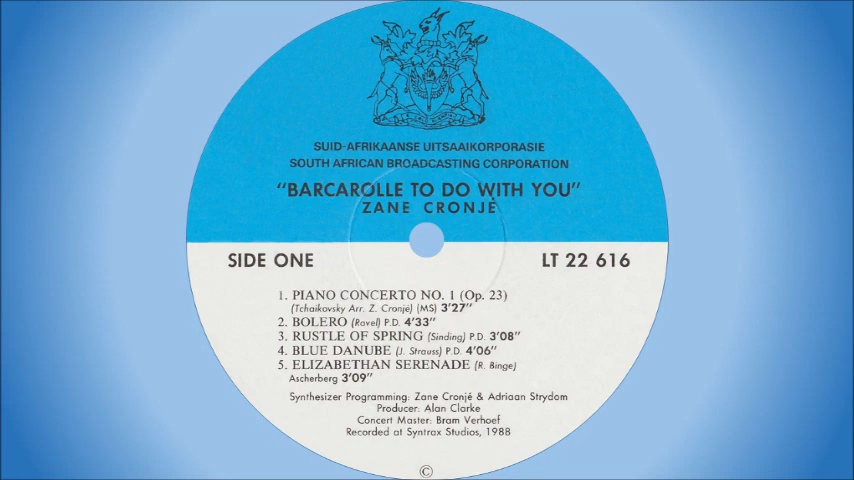 SUID-AFRIKAANSE UITSAAIKORPORASIE
SOUTH AFRICAN BROADCASTING CORPORATION
"BARCAROLLE TO DO WITH YOU"
ZANE CRONJÉ
SIDE ONE LT 22 616
1. PIANO CONCERTO NO. 1 (Op. 23)
(Tchaikovsky Arr. Z. Cronjé) (MS) 3'27"
2. BOLERO (Ravel) P.D. 4'33"
3. RUSTLE OF SPRING (Sinding) P.D. 3'08"
4. BLUE DANUBE (J. Strauss) P.D. 4'06"
5. ELIZABETHAN SERENADE (R. Binge)
Ascherberg 3'09"
Synthesizer Programming: Zane Cronjé & Adriaan Strydom
Producer: Alan Clarke
Concert Master: Bram Verhoef
Recorded at Syntrax Studios, 1988
©